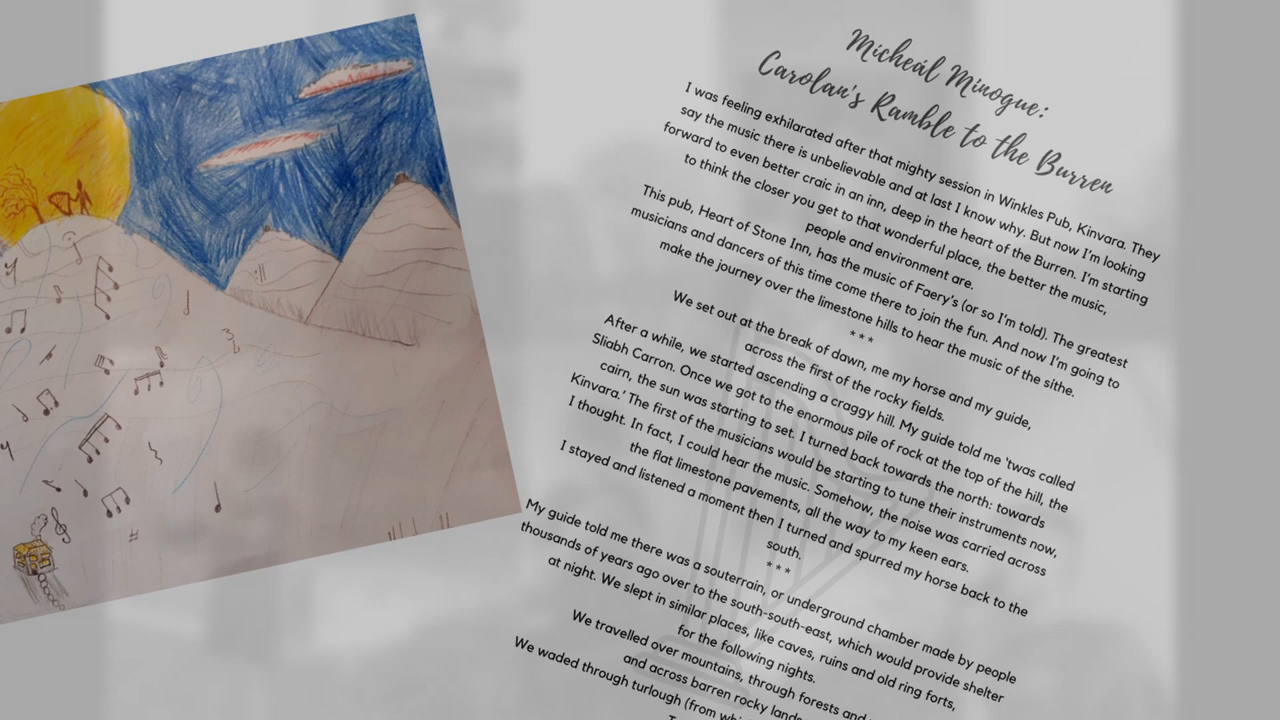 Micheál Minogue:
Carolan's Ramble to the Burren
I was feeling exhilarated after that mighty session in Winkles Pub, Kinvara. They
say the music there is unbelievable and at last I know why. But now I'm looking
forward to even better craic in an inn, deep in the heart of the Burren. I'm starting
to think the closer you get to that wonderful place, the better the music,
people and environment are.
This pub, Heart of Stone Inn, has the music of Faery's (or so I'm told). The greatest
musicians and dancers of this time come there to join the fun. And now I'm going to
make the journey over the limestone hills to hear the music of the sithe.
* * *
We set out at the break of dawn, me my horse and my guide,
across the first of the rocky fields.
After a while, we started ascending a craggy hill. My guide told me 'twas called
Sliabh Carron. Once we got to the enormous pile of rock at the top of the hill, the
cairn, the sun was starting to set. I turned back towards the north: towards
Kinvara.' The first of the musicians would be starting to tune their instruments now,
I thought. In fact, I could hear the music. Somehow, the noise was carried across
the flat limestone pavements, all the way to my keen ears.
I stayed and listened a moment then I turned and spurred my horse back to the
south.
* * *
My guide told me there was a souterrain, or underground chamber made by people
thousands of years ago over to the south-south-east, which would provide shelter
at night. We slept in similar places, like caves, ruins and old ring forts,
for the following nights.
We travelled over mountains, through forests and
and across barren rocky lands
We waded through turlough (from